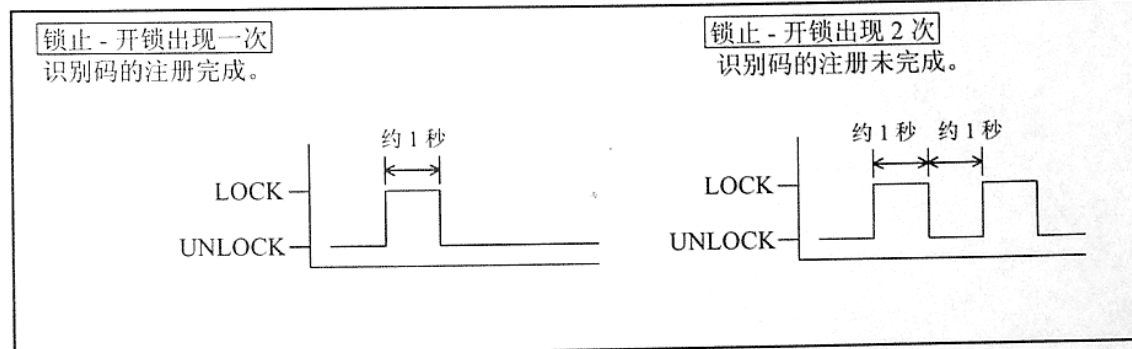 锁止 - 开锁出现一次
识别码的注册完成。
约 1 秒
LOCK
UNLOCK
锁止 - 开锁出现 2 次
识别码的注册未完成。
约 1 秒 约 1 秒
LOCK
UNLOCK